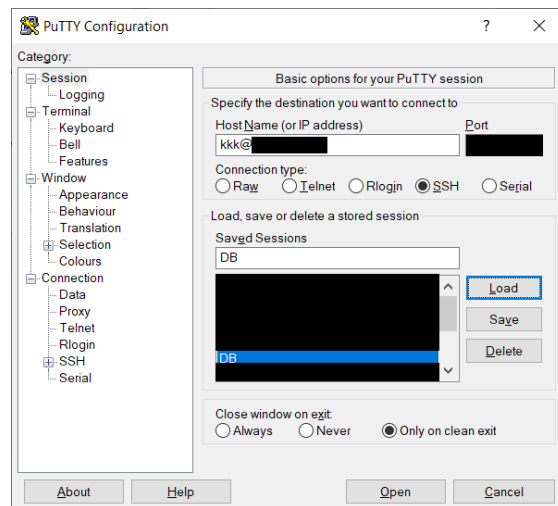 PuTTY Configuration
?
Category:
Session
Logging
Terminal
Keyboard
Bell
Features
Window
Appearance
Behaviour
Translation
Selection
Colours
Connection
Data
Proxy
Telnet
Rlogin
SSH
Serial
Basic options for your PuTTY session
Specify the destination you want to connect to
Host Name (or IP address) Port
kkk@
Connection type:
Raw Telnet Rlogin SSH Serial
Load, save or delete a stored session
Saved Sessions
DB
DB
Load
Save
Delete
Close window on exit:
Always Never Only on clean exit
About Help Open Cancel